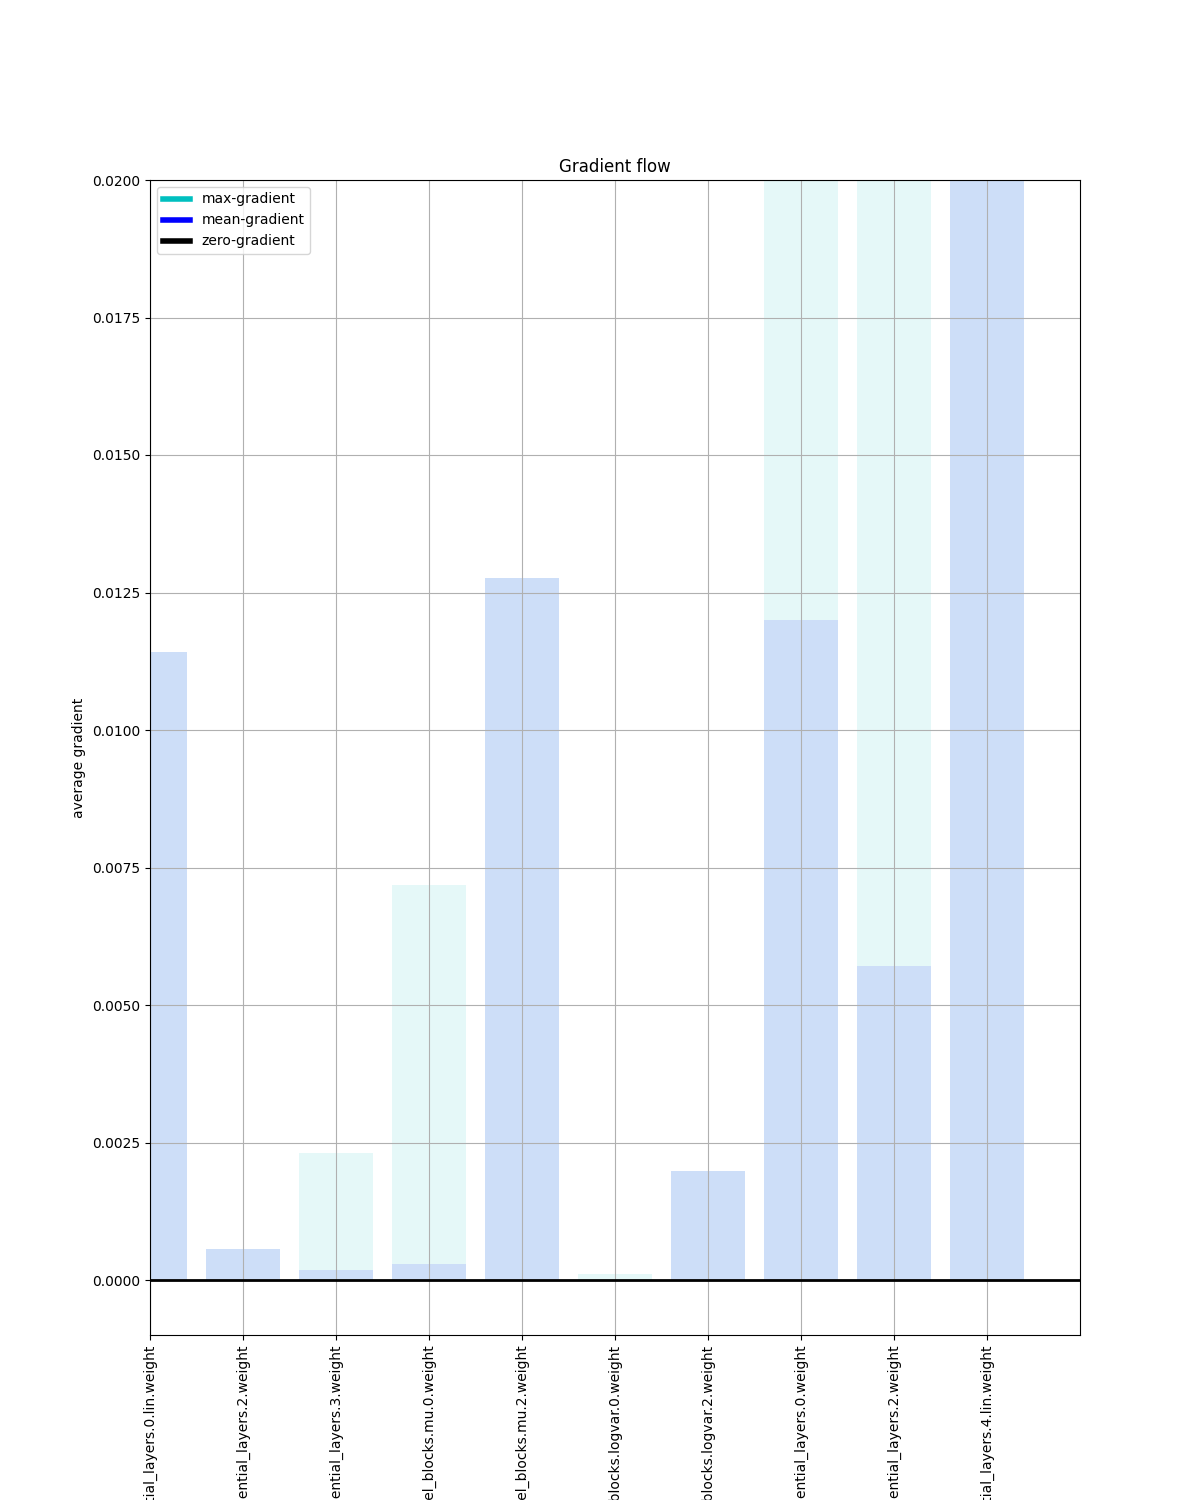 Gradient flow
max-gradient
mean-gradient
zero-gradient
0.0200
0.0175
0.0150
0.0125
0.0100
0.0075
0.0050
0.0025
0.0000
average gradient
tial_layers.0.lin.weight
ential_layers.2.weight
ential_layers.3.weight
el_blocks.mu.0.weight
el_blocks.mu.2.weight
blocks.logvar.0.weight
blocks.logvar.2.weight
ential_layers.0.weight
ential_layers.2.weight
tial_layers.4.lin.weight